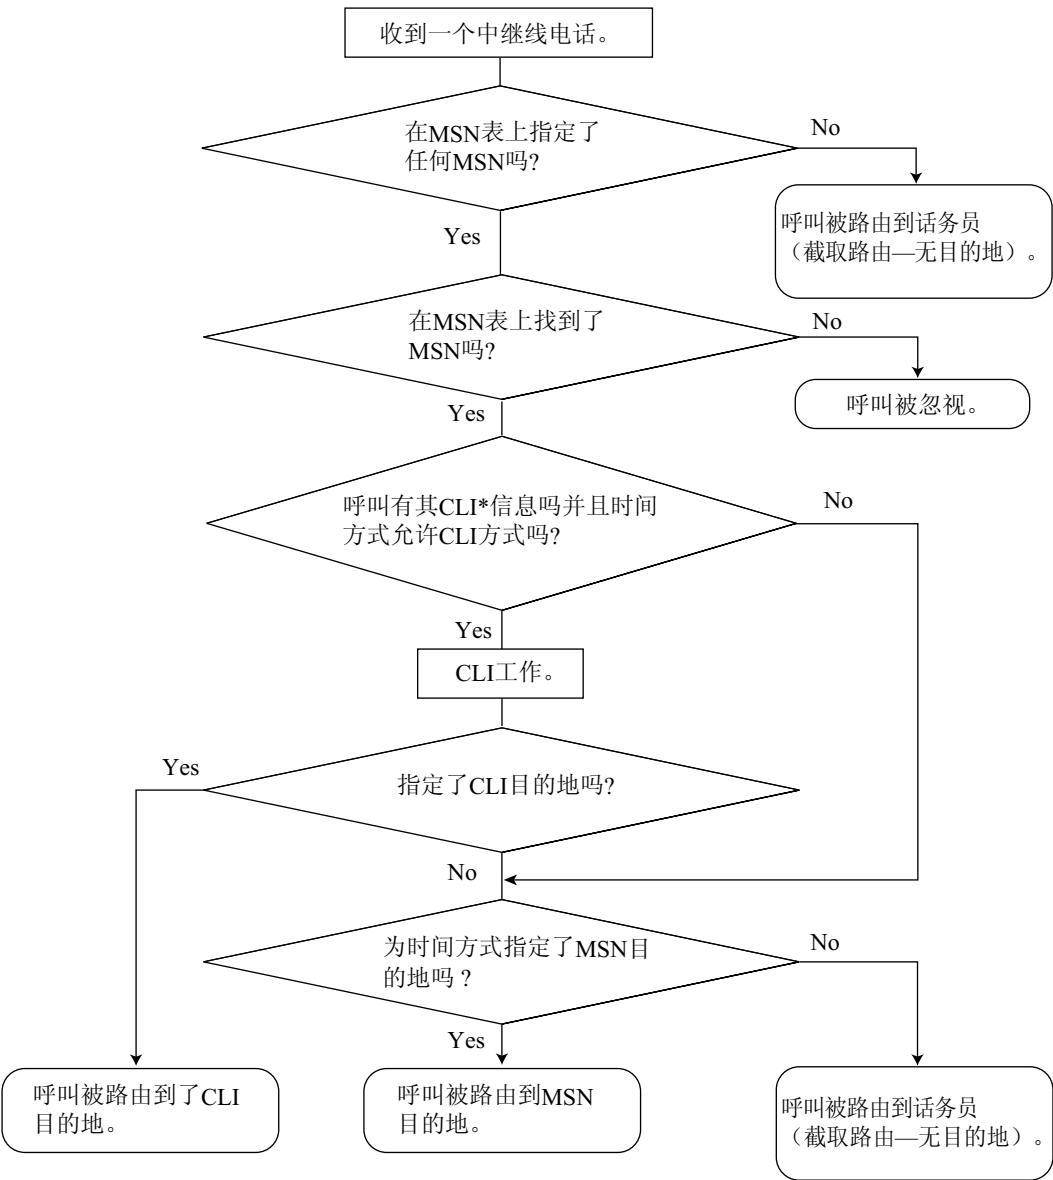 收到一个中继线电话。
在MSN表上指定了
任何MSN吗?
No
呼叫被路由到话务员
（截取路由—无目的地）。
Yes
在MSN表上找到了
MSN吗?
No
呼叫被忽视。
Yes
呼叫有其CLI*信息吗并且时间
方式允许CLI方式吗?
No
Yes
CLI工作。
指定了CLI目的地吗?
Yes
No
为时间方式指定了MSN目
的地吗？
No
Yes
呼叫被路由到了CLI
目的地。
呼叫被路由到MSN
目的地。
呼叫被路由到话务员
（截取路由—无目的地）。